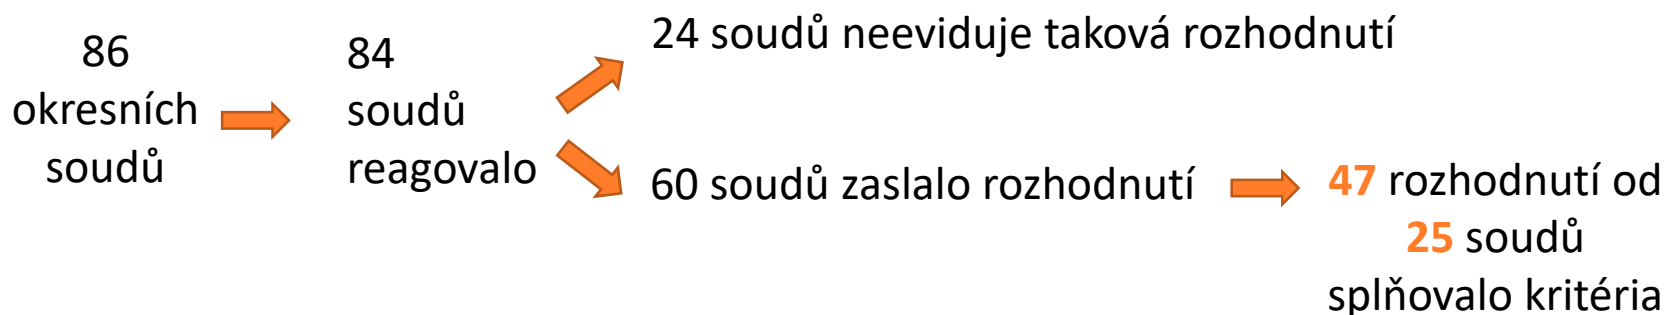 86
okresních
soudů
84
soudů
reagovalo
24 soudů neeviduje taková rozhodnutí
60 soudů zaslalo rozhodnutí
47 rozhodnutí od
25 soudů
splňovalo kritéria